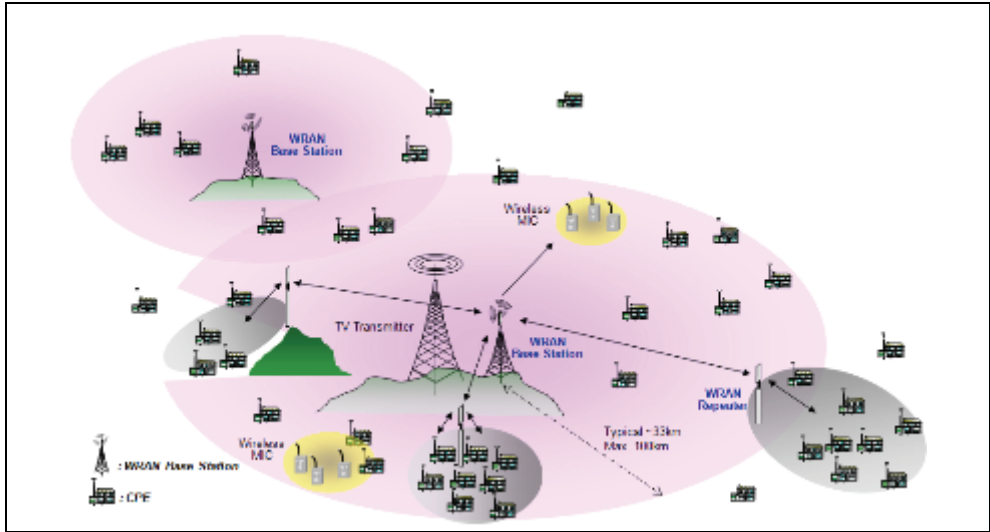 WRAN
Base Station
Wireless
MIC
TV Transmitter
WRAN
Base Station
WRAN
Repeater
Typical ~33km
Max. 100km
Wireless
MIC
: WRAN Base Station
: CPE